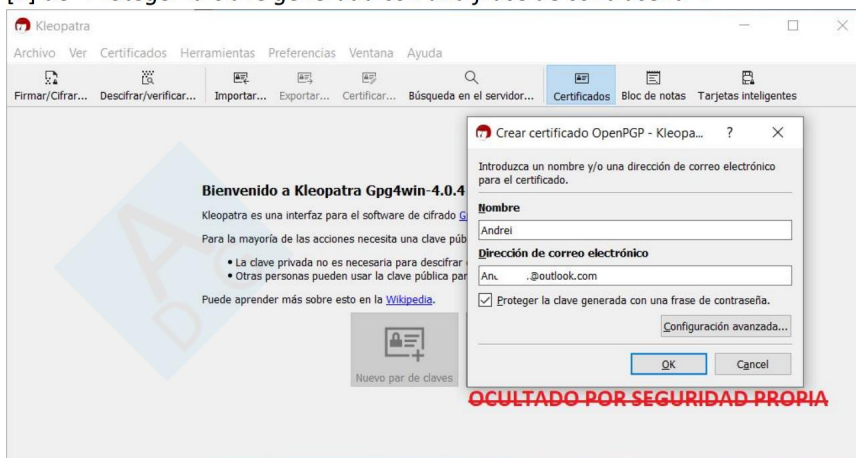 Kleopatra
Archivo Ver Certificados Herramientas Preferencias Ventana Ayuda
Firmar/Cifrar... Descifrar/verificar... Importar... Exportar... Certificar... Búsqueda en el servidor... Certificados Bloc de notas Tarjetas inteligentes
Crear certificado OpenPGP - Kleopa... ? X
Introduzca un nombre y/o una dirección de correo electrónico
para el certificado.
Bienvenido a Kleopatra Gpg4win-4.0.4
Nombre
Kleopatra es una interfaz para el software de cifrado G
Andrei
Para la mayoría de las acciones necesita una clave púb
Dirección de correo electrónico
• La clave privada no es necesaria para descifrar
.@outlook.com
• Otras personas pueden usar la clave pública par
Proteger la clave generada con una frase de contraseña.
Puede aprender más sobre esto en la Wikipedia.
Configuración avanzada...
OK Cancel
Nuevo par de claves
OCULTADO POR SEGURIDAD PROPIA